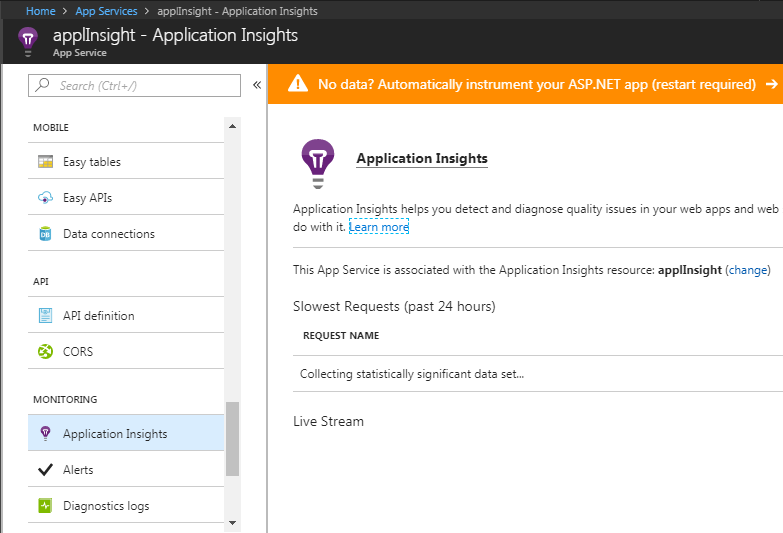 Home > App Services > applInsight - Application Insights
applInsight - Application Insights
App Service
Search (Ctrl+/)
«
MOBILE
Easy tables
Easy APIs
Data connections
API
API definition
CORS
MONITORING
Application Insights
Alerts
Diagnostics logs
No data? Automatically instrument your ASP.NET app (restart required) →
Application Insights
Application Insights helps you detect and diagnose quality issues in your web apps and web
do with it. Learn more
This App Service is associated with the Application Insights resource: applInsight (change)
Slowest Requests (past 24 hours)
REQUEST NAME
Collecting statistically significant data set...
Live Stream